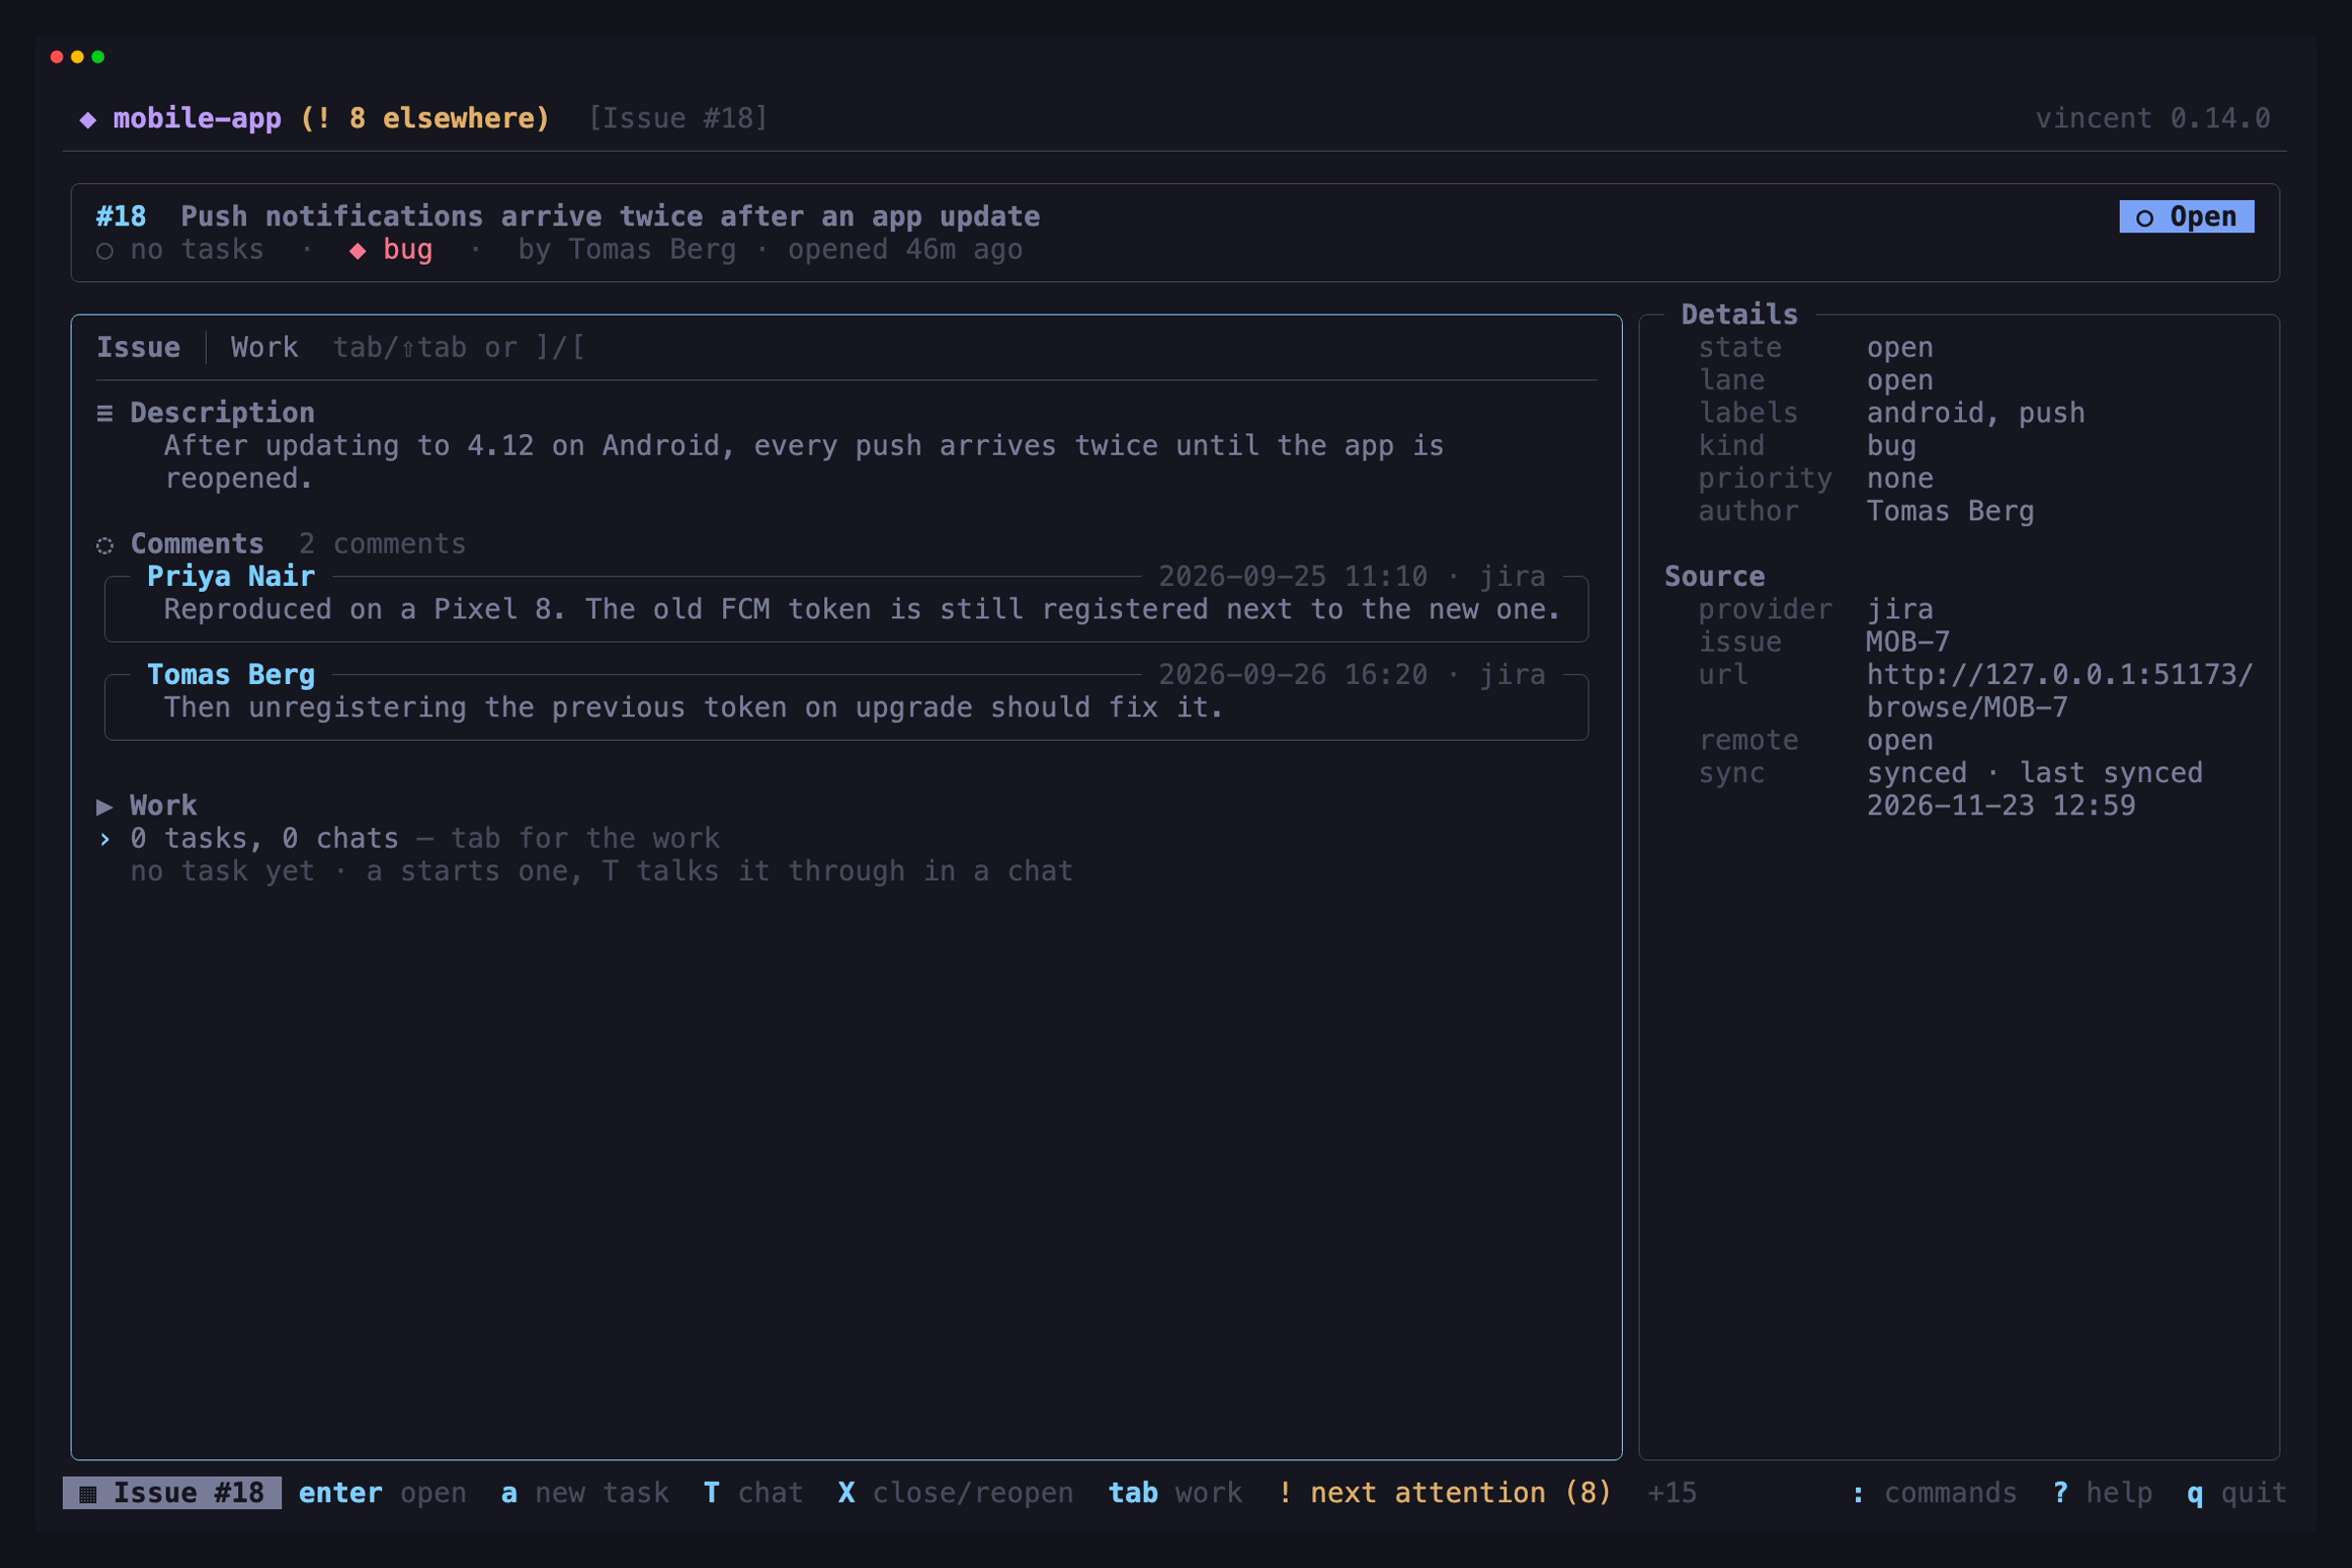 ◆ mobile-app (! 8 elsewhere) [Issue #18] vincent 0.14.0
#18 Push notifications arrive twice after an app update ○ Open
○ no tasks · ◆ bug · by Tomas Berg · opened 46m ago
Issue │ Work tab/⇧tab or ]/[
≡ Description
After updating to 4.12 on Android, every push arrives twice until the app is
reopened.
◌ Comments 2 comments
Priya Nair 2026-09-25 11:10 · jira
Reproduced on a Pixel 8. The old FCM token is still registered next to the new one.
Tomas Berg 2026-09-26 16:20 · jira
Then unregistering the previous token on upgrade should fix it.
▶ Work
› 0 tasks, 0 chats — tab for the work
no task yet · a starts one, T talks it through in a chat
Details
state open
lane open
labels android, push
kind bug
priority none
author Tomas Berg
Source
provider jira
issue MOB-7
url http://127.0.0.1:51173/
browse/MOB-7
remote open
sync synced · last synced
2026-11-23 12:59
▦ Issue #18 enter open a new task T chat X close/reopen tab work ! next attention (8) +15 : commands ? help q quit